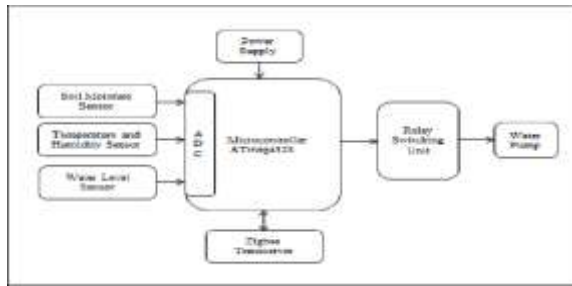 Power
Supply
Soil Moisture
Sensor
Temperature and
Humidity Sensor
Water Level
Sensor
ADC
Microcontroller
ATmega328
Relay
Switching
Unit
Water
Pump
Zigbee
Transceiver